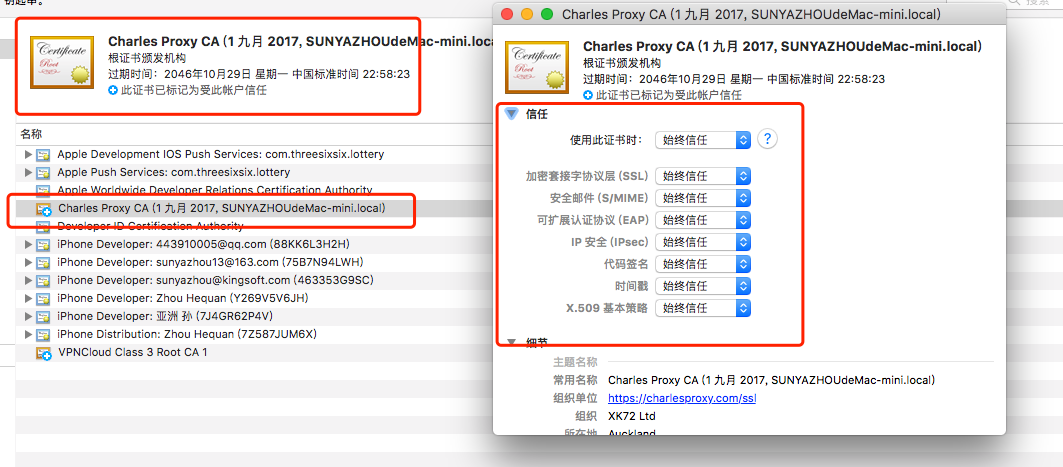 钥匙串。
搜索
Charles Proxy CA (1 九月 2017, SUNYAZHOUdeMac-mini.loca
根证书颁发机构
过期时间：2046年10月29日 星期一 中国标准时间 22:58:23
此证书已标记为受此帐户信任
名称
Apple Development IOS Push Services: com.threesixsix.lottery
Apple Push Services: com.threesixsix.lottery
Apple Worldwide Developer Relations Certification Authority
Charles Proxy CA (1 九月 2017, SUNYAZHOUdeMac-mini.local)
Developer ID Certification Authority
iPhone Developer: 443910005@qq.com (88KK6L3H2H)
iPhone Developer: sunyazhou13@163.com (75B7N94LWH)
iPhone Developer: sunyazhou@kingsoft.com (463353G9SC)
iPhone Developer: Zhou Hequan (Y269V5V6JH)
iPhone Developer: 亚洲 孙 (7J4GR62P4V)
iPhone Distribution: Zhou Hequan (7Z587JUM6X)
VPNCloud Class 3 Root CA 1
Charles Proxy CA (1 九月 2017, SUNYAZHOUdeMac-mini.local)
Certificate
Root
Charles Proxy CA (1 九月 2017, SUNYAZHOUdeMac-mini.local)
根证书颁发机构
过期时间：2046年10月29日 星期一 中国标准时间 22:58:23
此证书已标记为受此帐户信任
信任
使用此证书时： 始终信任 ?
加密套接字协议层 (SSL) 始终信任
安全邮件 (S/MIME) 始终信任
可扩展认证协议 (EAP) 始终信任
IP 安全 (IPsec) 始终信任
代码签名 始终信任
时间戳 始终信任
X.509 基本策略 始终信任
细节
主题名称
常用名称 Charles Proxy CA (1 九月 2017, SUNYAZHOUdeMac-mini.local)
组织单位 https://charlesproxy.com/ssl
组织 XK72 Ltd
所在地 Auckland